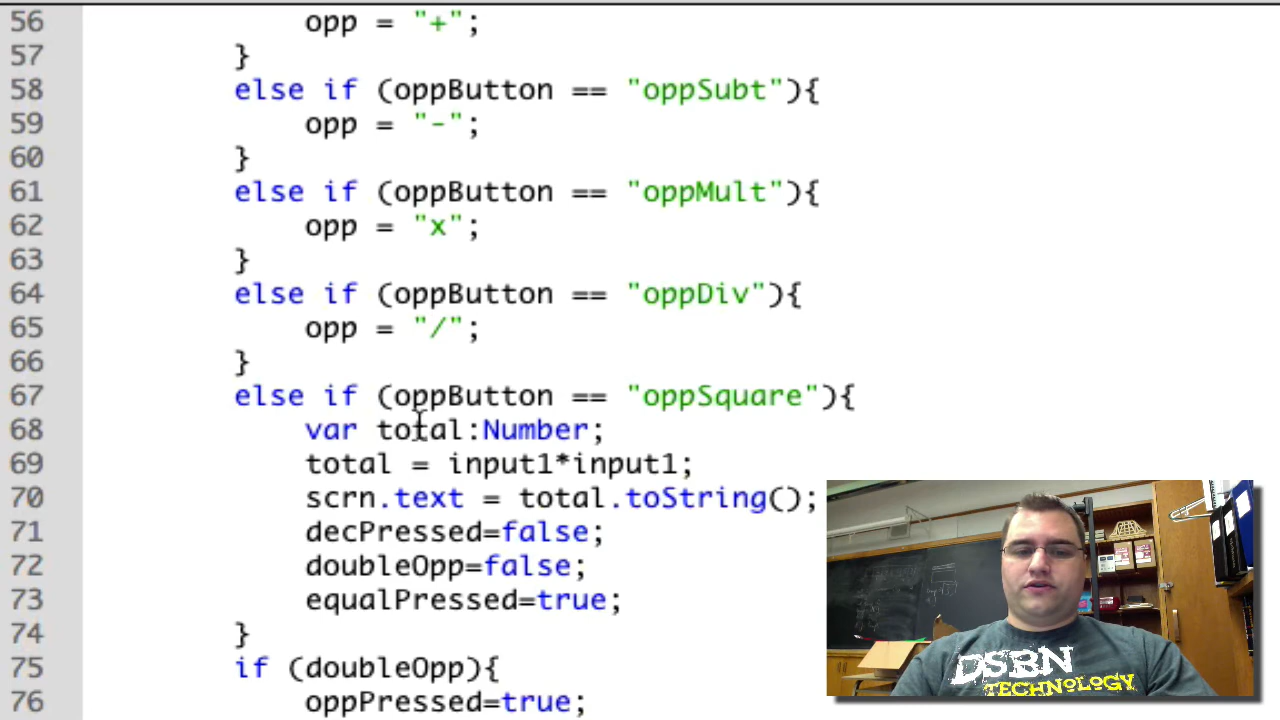 56 opp = "+";
57 }
58 else if (oppButton == "oppSubt"){
59 opp = "-";
60 }
61 else if (oppButton == "oppMult"){
62 opp = "x";
63 }
64 else if (oppButton == "oppDiv"){
65 opp = "/";
66 }
67 else if (oppButton == "oppSquare"){
68 var total:Number;
69 total = input1*input1;
70 scrn.text = total.toString();
71 decPressed=false;
72 doubleOpp=false;
73 equalPressed=true;
74 }
75 if (doubleOpp){
76 oppPressed=true;
DSBN
TECHNOLOGY